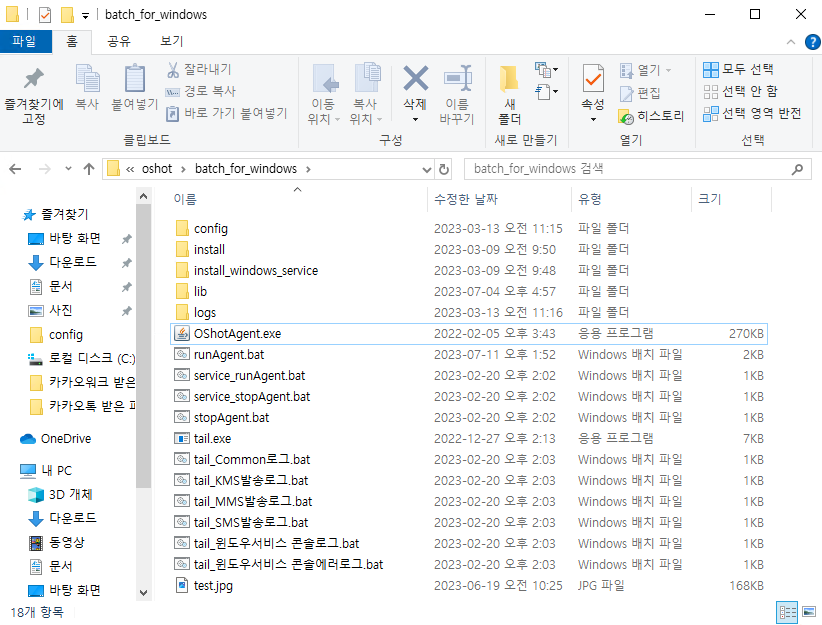 batch_for_windows
파일 홈 공유 보기
즐겨찾기에 고정
복사
붙여넣기
잘라내기
경로 복사
바로 가기 붙여넣기
클립보드
이동 위치
복사 위치
삭제
이름 바꾸기
구성
새 폴더
새로 만들기
속성
열기
편집
히스토리
열기
모두 선택
선택 안 함
선택 영역 반전
선택
« oshot › batch_for_windows ›
batch_for_windows 검색
즐겨찾기
바탕 화면
다운로드
문서
사진
config
로컬 디스크 (C:)
카카오워크 받은
카카오톡 받은
OneDrive
내 PC
3D 개체
다운로드
동영상
문서
바탕 화면
이름 수정한 날짜 유형 크기
config 2023-03-13 오전 11:15 파일 폴더
install 2023-03-09 오전 9:50 파일 폴더
install_windows_service 2023-03-09 오전 9:48 파일 폴더
lib 2023-07-04 오후 4:57 파일 폴더
logs 2023-03-13 오전 11:16 파일 폴더
OShotAgent.exe 2022-02-05 오후 3:43 응용 프로그램 270KB
runAgent.bat 2023-07-11 오후 1:52 Windows 배치 파일 2KB
service_runAgent.bat 2023-02-20 오후 2:02 Windows 배치 파일 1KB
service_stopAgent.bat 2023-02-20 오후 2:02 Windows 배치 파일 1KB
stopAgent.bat 2023-02-20 오후 2:02 Windows 배치 파일 1KB
tail.exe 2022-12-27 오후 2:13 응용 프로그램 7KB
tail_Common로그.bat 2023-02-20 오후 2:03 Windows 배치 파일 1KB
tail_KMS발송로그.bat 2023-02-20 오후 2:03 Windows 배치 파일 1KB
tail_MMS발송로그.bat 2023-02-20 오후 2:03 Windows 배치 파일 1KB
tail_SMS발송로그.bat 2023-02-20 오후 2:03 Windows 배치 파일 1KB
tail_윈도우서비스 콘솔로그.bat 2023-02-20 오후 2:03 Windows 배치 파일 1KB
tail_윈도우서비스 콘솔에러로그.bat 2023-02-20 오후 2:03 Windows 배치 파일 1KB
test.jpg 2023-06-19 오전 10:25 JPG 파일 168KB
18개 항목